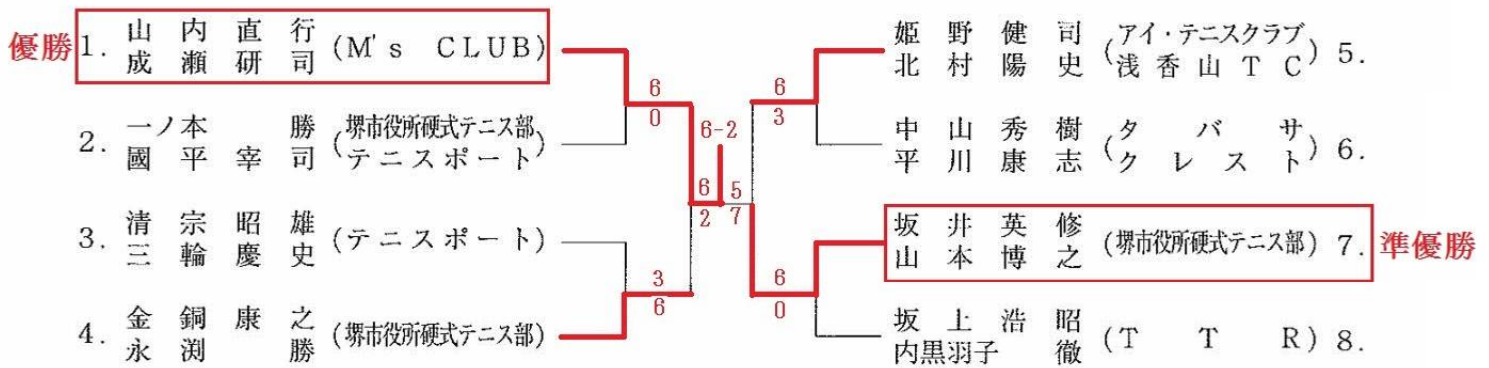 優勝
1. 山内直行
成瀬研司 (M's CLUB)
2. 一ノ本勝 (堺市役所硬式テニス部
國平宰司 テニスポート)
3. 清宗昭雄
三輪慶史 (テニスポート)
4. 金銅康之
永渕勝 (堺市役所硬式テニス部)
6
0
3
6
6-2
6
2
5
7
6
3
6
0
姫野健司 (アイ・テニスクラブ
北村陽史 浅香山TC) 5.
中山秀樹 (タバサ
平川康志 クレスト) 6.
坂井英修
山本博之 (堺市役所硬式テニス部) 7.
準優勝
坂上浩昭
内黒羽子徹 (TTR) 8.